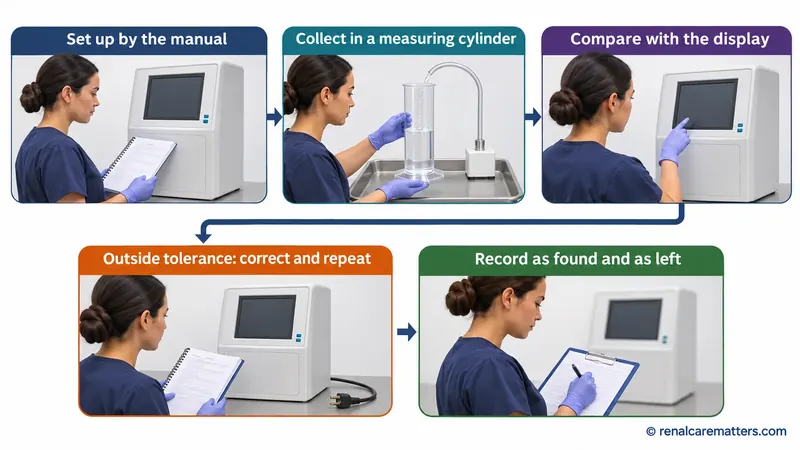 Set up by the manual
Collect in a measuring cylinder
Compare with the display
Outside tolerance: correct and repeat
Record as found and as left
© renalcarematters.com